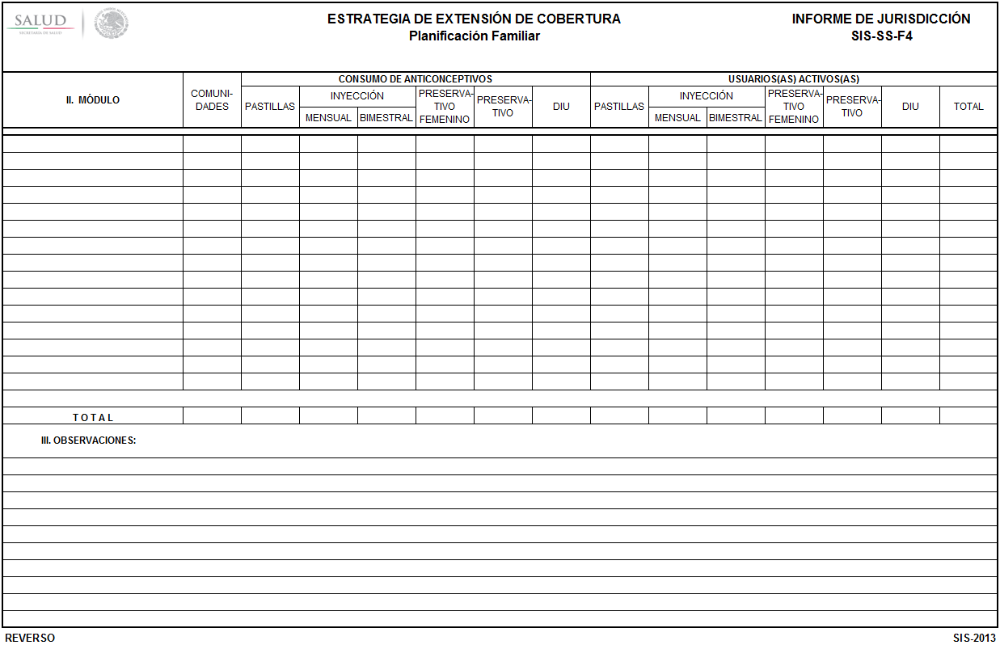 SALUD
SECRETARÍA DE SALUD
ESTRATEGIA DE EXTENSIÓN DE COBERTURA
Planificación Familiar
INFORME DE JURISDICCIÓN
SIS-SS-F4
II. MÓDULO
COMUNI-
DADES
CONSUMO DE ANTICONCEPTIVOS
PASTILLAS
INYECCIÓN
MENSUAL
BIMESTRAL
PRESERVA-
TIVO
FEMENINO
PRESERVA-
TIVO
DIU
USUARIOS(AS) ACTIVOS(AS)
PASTILLAS
INYECCIÓN
MENSUAL
BIMESTRAL
PRESERVA-
TIVO
FEMENINO
PRESERVA-
TIVO
DIU
TOTAL
T O T A L
III. OBSERVACIONES:
REVERSO
SIS-2013